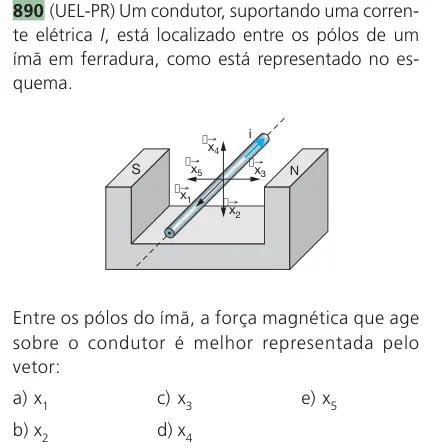 890 (UEL-PR) Um condutor, suportando uma corren-
te elétrica I, está localizado entre os pólos de um
ímã em ferradura, como está representado no es-
quema.
i
x4
S
x5
x3
N
x1
x2
Entre os pólos do ímã, a força magnética que age
sobre o condutor é melhor representada pelo
vetor:
a) x1 c) x3 e) x5
b) x2 d) x4